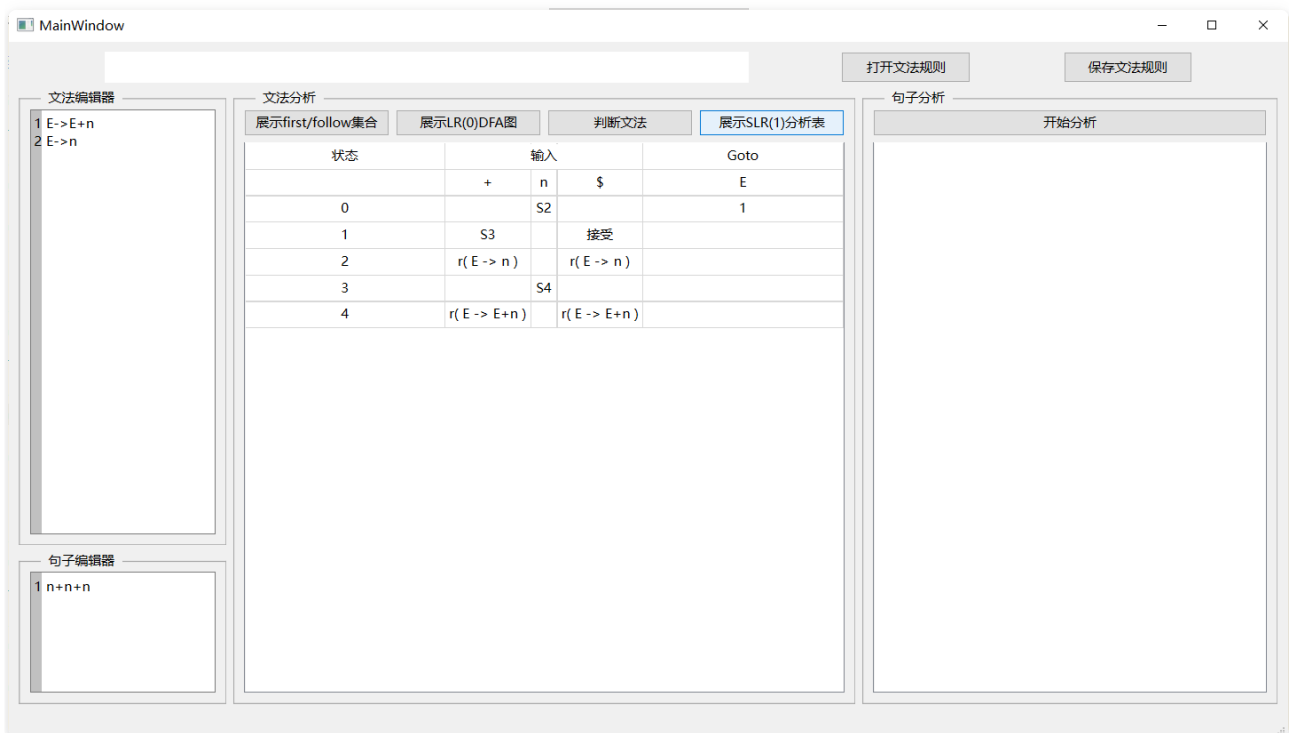 MainWindow
打开文法规则 保存文法规则
文法编辑器 文法分析 句子分析
1 E->E+n
2 E->n
展示first/follow集合 展示LR(0)DFA图 判断文法 展示SLR(1)分析表 开始分析
状态 输入 Goto
+ n $ E
0 S2 1
1 S3 接受
2 r( E -> n ) r( E -> n )
3 S4
4 r( E -> E+n ) r( E -> E+n )
句子编辑器
1 n+n+n